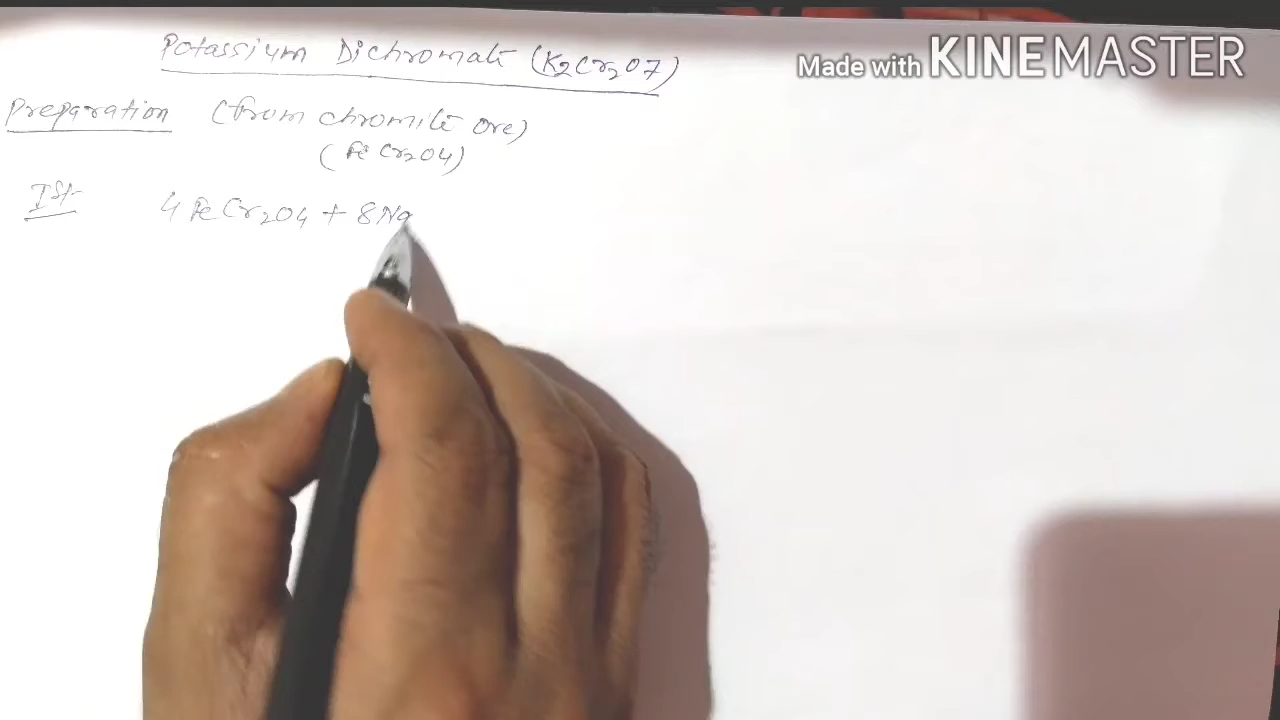 Potassium Dichromate (K2Cr2O7)
Made with KINEMASTER
Preparation (from chromite ore)
(FeCr2O4)
Ist
4FeCr2O4 + 8Na